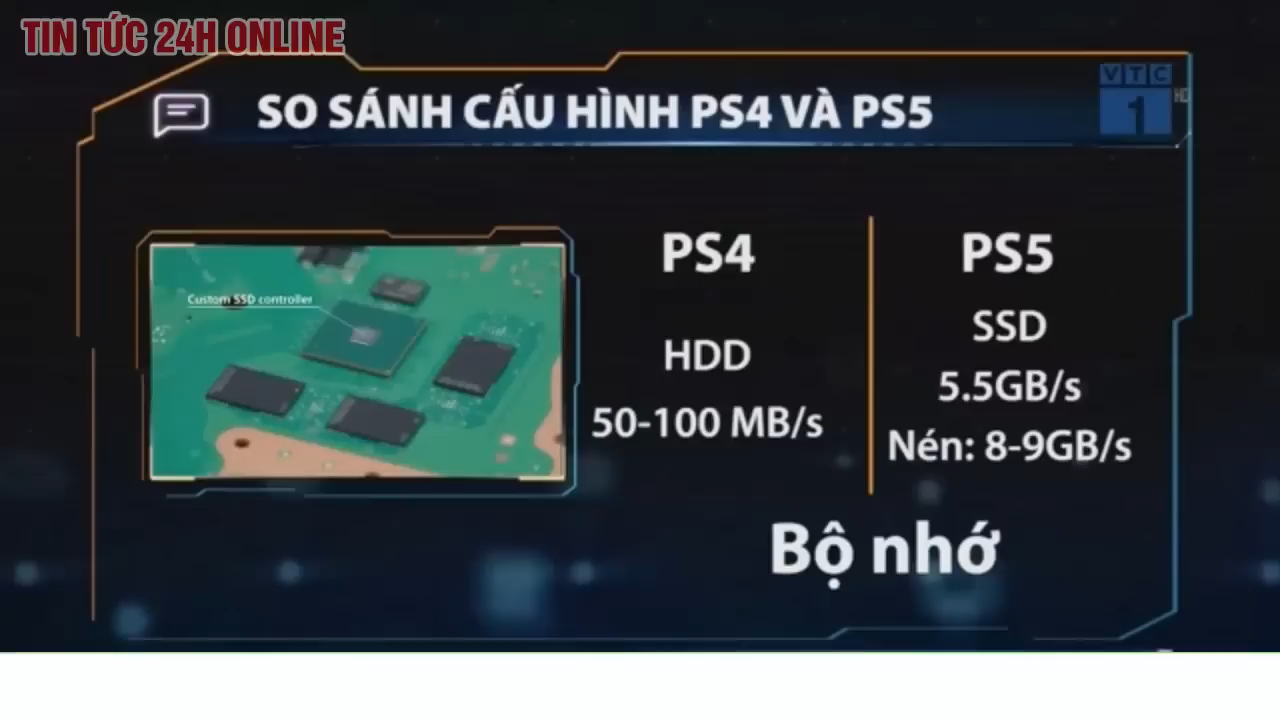 TIN TỨC 24H ONLINE
SO SÁNH CẤU HÌNH PS4 VÀ PS5
VTC
1
HD
Custom SSD controller
PS4
HDD
50-100 MB/s
PS5
SSD
5.5GB/s
Nén: 8-9GB/s
Bộ nhớ